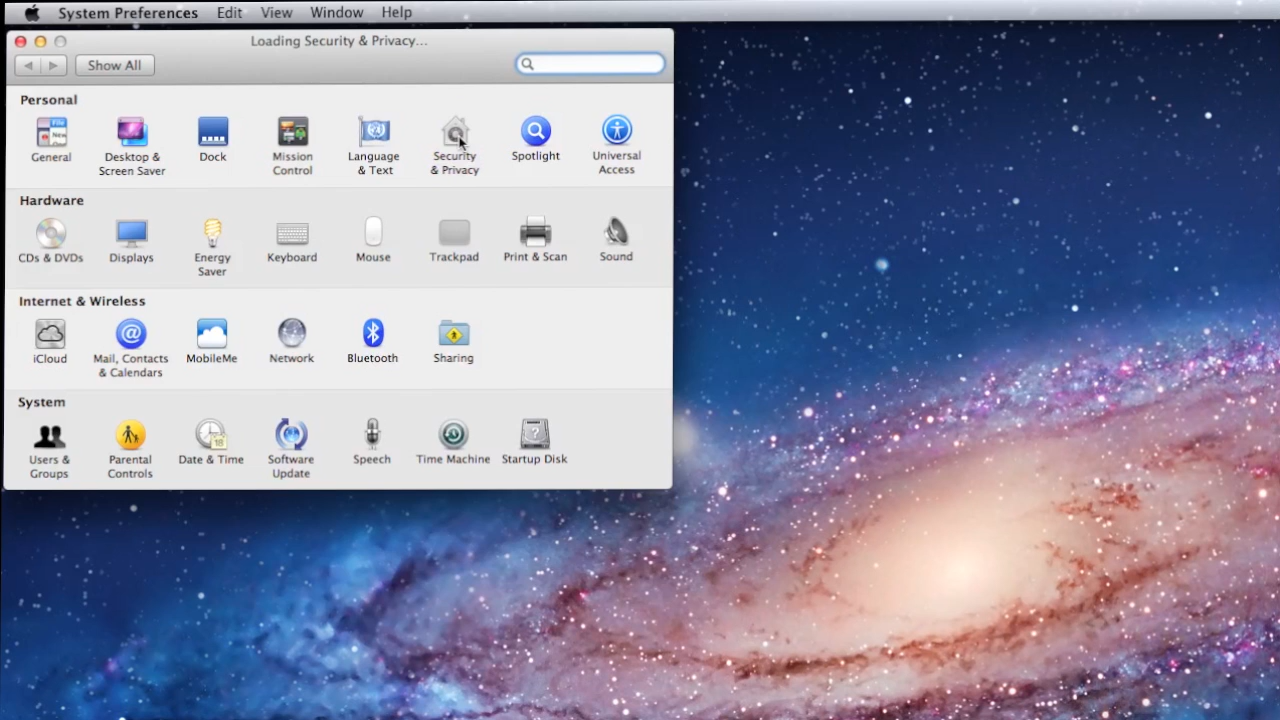 System Preferences Edit View Window Help
Loading Security & Privacy...
Show All
Personal
General
Desktop &
Screen Saver
Dock
Mission
Control
Language
& Text
Security
& Privacy
Spotlight
Universal
Access
Hardware
CDs & DVDs
Displays
Energy
Saver
Keyboard
Mouse
Trackpad
Print & Scan
Sound
Internet & Wireless
iCloud
Mail, Contacts
& Calendars
MobileMe
Network
Bluetooth
Sharing
System
Users &
Groups
Parental
Controls
Date & Time
Software
Update
Speech
Time Machine
Startup Disk